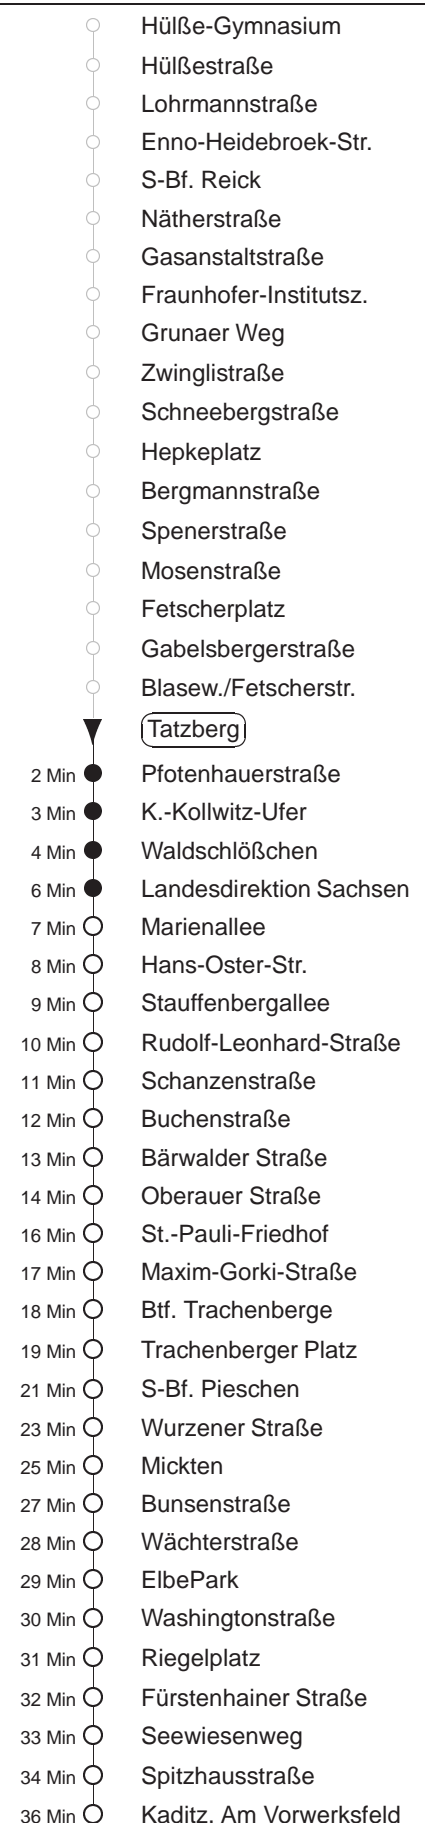 Hülße-Gymnasium
Hülßestraße
Lohrmannstraße
Enno-Heidebroek-Str.
S-Bf. Reick
Nätherstraße
Gasanstaltstraße
Fraunhofer-Institutsz.
Grunaer Weg
Zwinglistraße
Schneebergstraße
Hepkeplatz
Bergmannstraße
Spenerstraße
Mosenstraße
Fetscherplatz
Gabelsbergerstraße
Blasew./Fetscherstr.
Tatzberg
2 Min Pfotenhauerstraße
3 Min K.-Kollwitz-Ufer
4 Min Waldschlößchen
6 Min Landesdirektion Sachsen
7 Min Marienallee
8 Min Hans-Oster-Str.
9 Min Stauffenbergallee
10 Min Rudolf-Leonhard-Straße
11 Min Schanzenstraße
12 Min Buchenstraße
13 Min Bärwalder Straße
14 Min Oberauer Straße
16 Min St.-Pauli-Friedhof
17 Min Maxim-Gorki-Straße
18 Min Btf. Trachenberge
19 Min Trachenberger Platz
21 Min S-Bf. Pieschen
23 Min Wurzener Straße
25 Min Mickten
27 Min Bunsenstraße
28 Min Wächterstraße
29 Min ElbePark
30 Min Washingtonstraße
31 Min Riegelplatz
32 Min Fürstenhainer Straße
33 Min Seewiesenweg
34 Min Spitzhausstraße
36 Min Kaditz, Am Vorwerksfeld